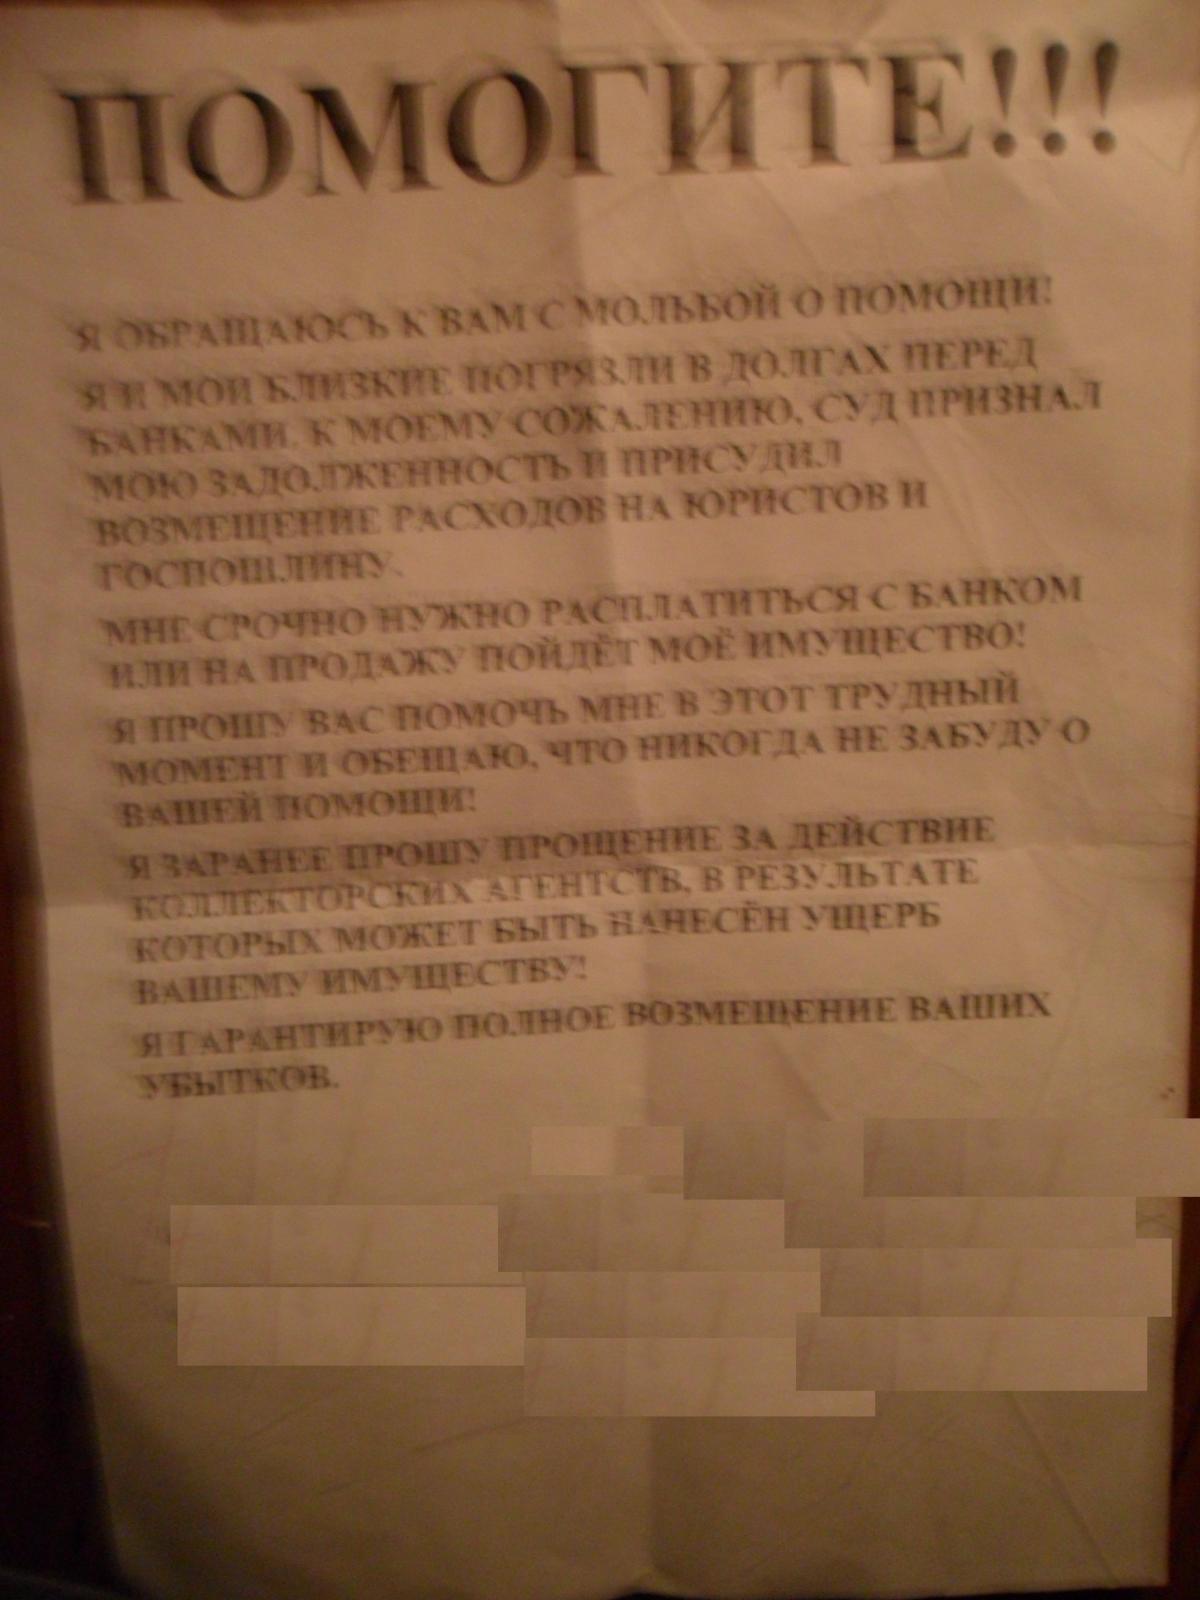 ПОМОГИТЕ!!!
Я ОБРАЩАЮСЬ К ВАМ С МОЛЬБОЙ О ПОМОЩИ!
Я И МОИ БЛИЗКИЕ ПОГРЯЗЛИ В ДОЛГАХ ПЕРЕД
БАНКАМИ. К МОЕМУ СОЖАЛЕНИЮ, СУД ПРИЗНАЛ
МОЮ ЗАДОЛЖЕННОСТЬ И ПРИСУДИЛ
ВОЗМЕЩЕНИЕ РАСХОДОВ НА ЮРИСТОВ И
ГОСПОШЛИНУ.
МНЕ СРОЧНО НУЖНО РАСПЛАТИТЬСЯ С БАНКОМ
ИЛИ НА ПРОДАЖУ ПОЙДЁТ МОЁ ИМУЩЕСТВО!
Я ПРОШУ ВАС ПОМОЧЬ МНЕ В ЭТОТ ТРУДНЫЙ
МОМЕНТ И ОБЕЩАЮ, ЧТО НИКОГДА НЕ ЗАБУДУ О
ВАШЕЙ ПОМОЩИ!
Я ЗАРАНЕЕ ПРОШУ ПРОЩЕНИЕ ЗА ДЕЙСТВИЕ
КОЛЛЕКТОРСКИХ АГЕНТСТВ, В РЕЗУЛЬТАТЕ
КОТОРЫХ МОЖЕТ БЫТЬ НАНЕСЁН УЩЕРБ
ВАШЕМУ ИМУЩЕСТВУ!
Я ГАРАНТИРУЮ ПОЛНОЕ ВОЗМЕЩЕНИЕ ВАШИХ
УБЫТКОВ.